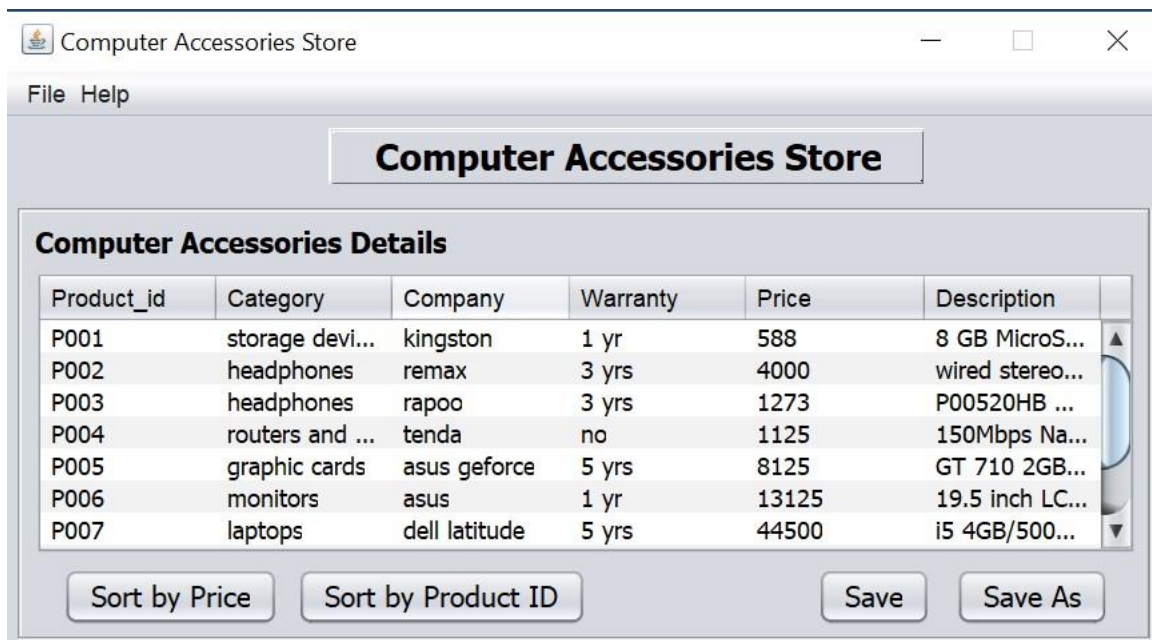 Computer Accessories Store
File Help
Computer Accessories Store
Computer Accessories Details
Product_id Category Company Warranty Price Description
P001 storage devi... kingston 1 yr 588 8 GB MicroS...
P002 headphones remax 3 yrs 4000 wired stereo...
P003 headphones rapoo 3 yrs 1273 P00520HB ...
P004 routers and ... tenda no 1125 150Mbps Na...
P005 graphic cards asus geforce 5 yrs 8125 GT 710 2GB...
P006 monitors asus 1 yr 13125 19.5 inch LC...
P007 laptops dell latitude 5 yrs 44500 i5 4GB/500...
Sort by Price Sort by Product ID Save Save As